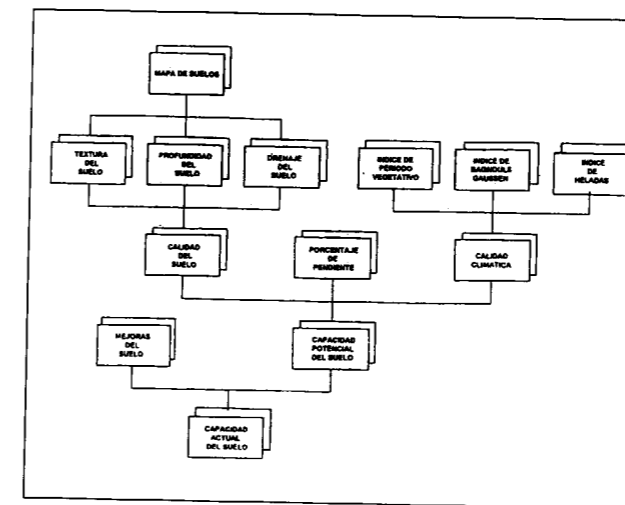 MAPA DE SUELOS
TEXTURA
DEL
SUELO
PROFUNDIDAD
DEL
SUELO
DRENAJE
DEL
SUELO
INDICE DE
PERIODO
VEGETATIVO
INDICE DE
BAGNOULS
GAUSSEN
INDICE
DE
HELADAS
CALIDAD
DEL
SUELO
PORCENTAJE
DE
PENDIENTE
CALIDAD
CLIMATICA
MEJORAS
DEL
SUELO
CAPACIDAD
POTENCIAL
DEL SUELO
CAPACIDAD
ACTUAL
DEL SUELO